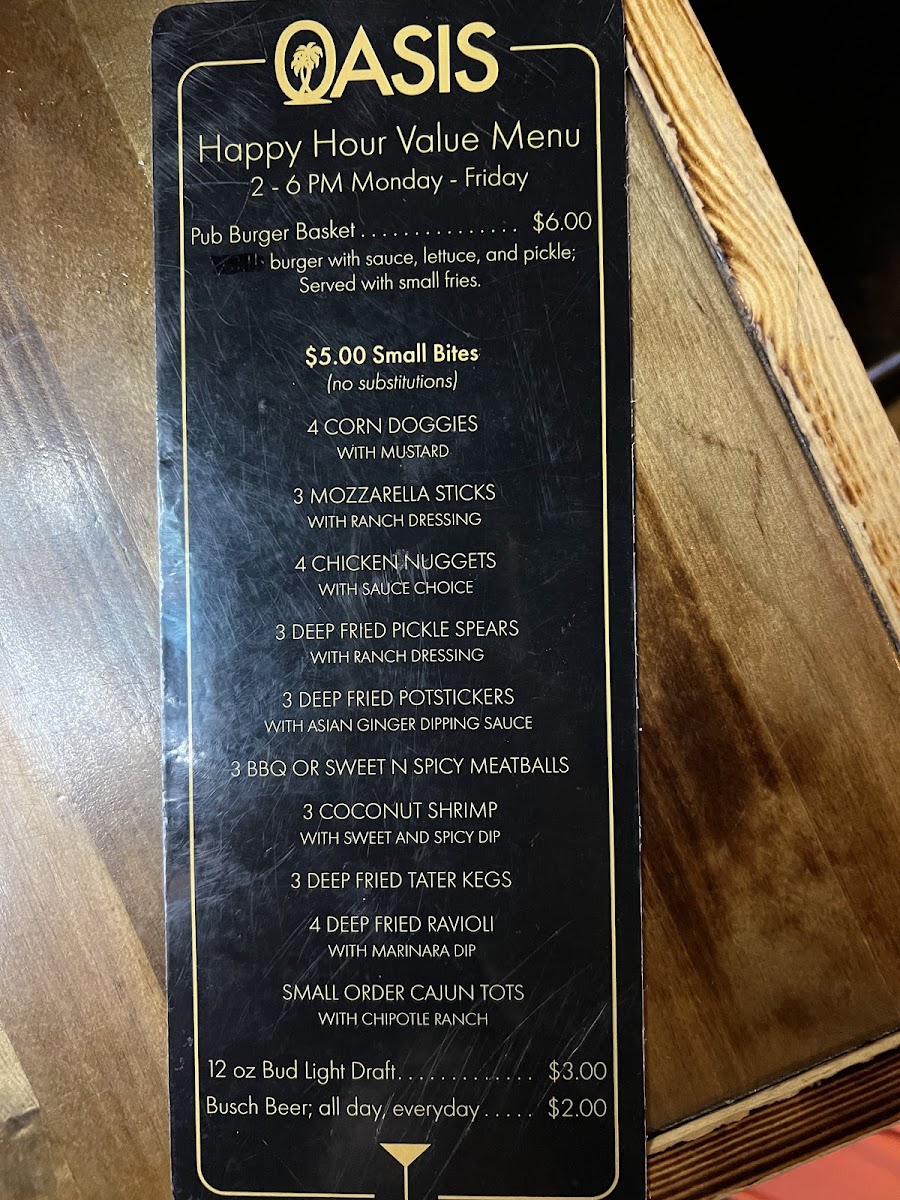 OASIS
Happy Hour Value Menu
2 - 6 PM Monday - Friday
Pub Burger Basket . . . . . . . . . . . . . . . $6.00
burger with sauce, lettuce, and pickle;
Served with small fries.
$5.00 Small Bites
(no substitutions)
4 CORN DOGGIES
WITH MUSTARD
3 MOZZARELLA STICKS
WITH RANCH DRESSING
4 CHICKEN NUGGETS
WITH SAUCE CHOICE
3 DEEP FRIED PICKLE SPEARS
WITH RANCH DRESSING
3 DEEP FRIED POTSTICKERS
WITH ASIAN GINGER DIPPING SAUCE
3 BBQ OR SWEET N SPICY MEATBALLS
3 COCONUT SHRIMP
WITH SWEET AND SPICY DIP
3 DEEP FRIED TATER KEGS
4 DEEP FRIED RAVIOLI
WITH MARINARA DIP
SMALL ORDER CAJUN TOTS
WITH CHIPOTLE RANCH
12 oz Bud Light Draft. . . . . . . . . . . . . $3.00
Busch Beer; all day, everyday . . . . . $2.00